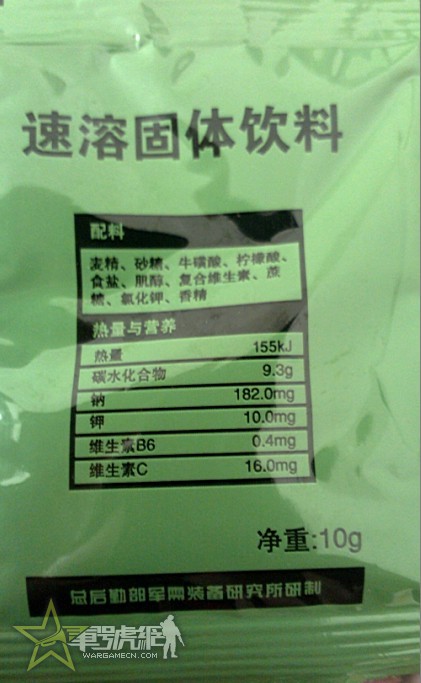 速溶固体饮料
配料
麦精、砂糖、牛磺酸、柠檬酸、
食盐、肌醇、复合维生素、蔗
糖、氯化钾、香精
热量与营养
热量 155kJ
碳水化合物 9.3g
钠 182.0mg
钾 10.0mg
维生素B6 0.4mg
维生素C 16.0mg
净重:10g
总后勤部军需装备研究所研制
WARGAMECN.COM